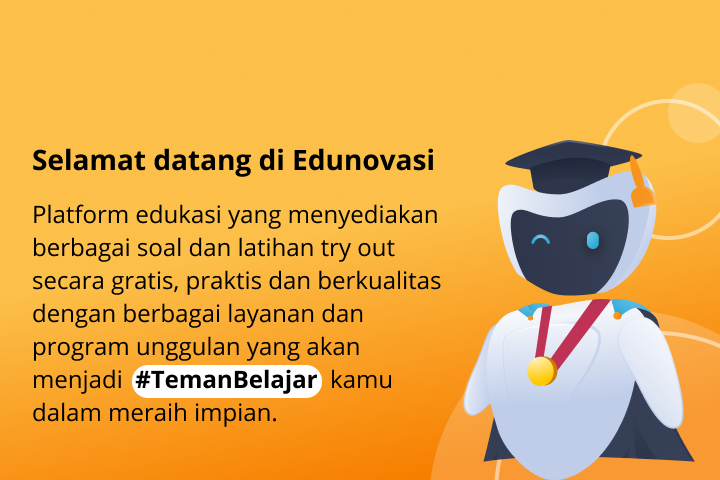 Selamat datang di Edunovasi
Platform edukasi yang menyediakan
berbagai soal dan latihan try out
secara gratis, praktis dan berkualitas
dengan berbagai layanan dan
program unggulan yang akan
menjadi #TemanBelajar kamu
dalam meraih impian.